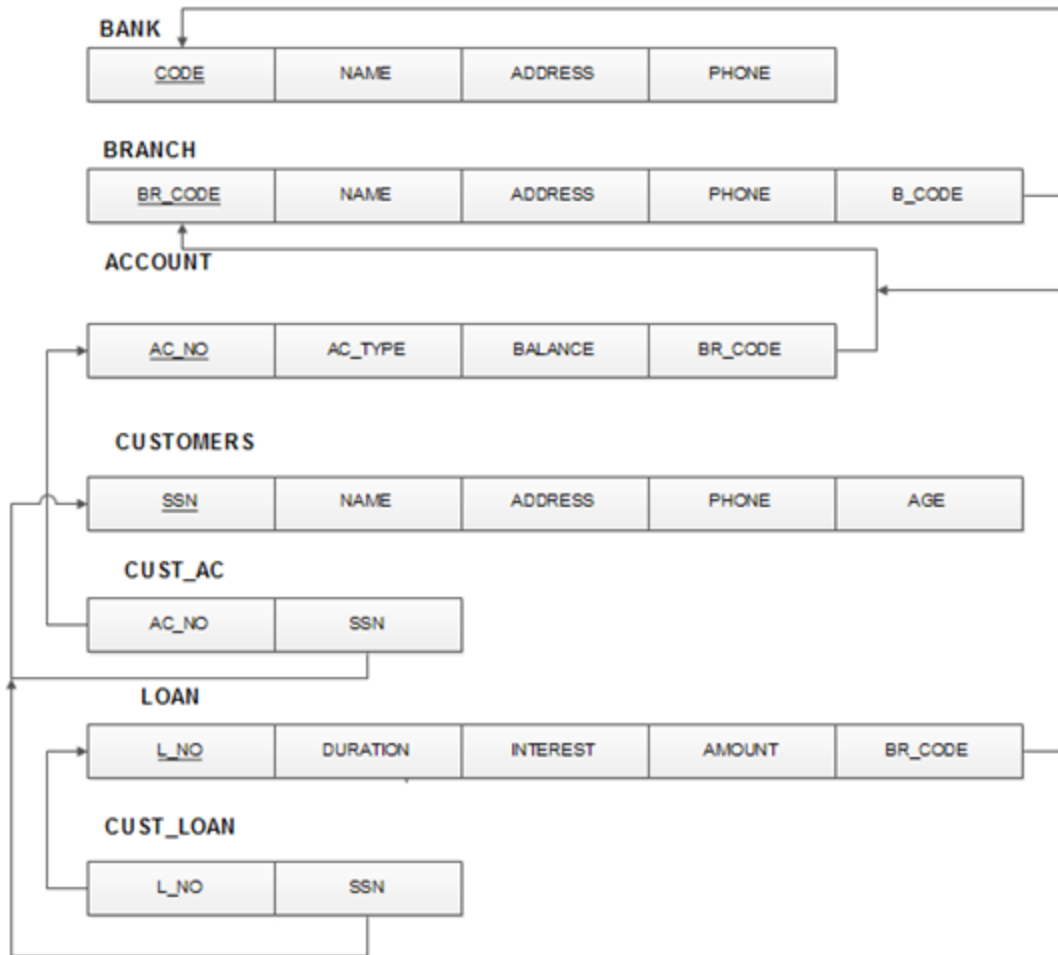 BANK
CODE NAME ADDRESS PHONE
BRANCH
BR_CODE NAME ADDRESS PHONE B_CODE
ACCOUNT
AC_NO AC_TYPE BALANCE BR_CODE
CUSTOMERS
SSN NAME ADDRESS PHONE AGE
CUST_AC
AC_NO SSN
LOAN
L_NO DURATION INTEREST AMOUNT BR_CODE
CUST_LOAN
L_NO SSN